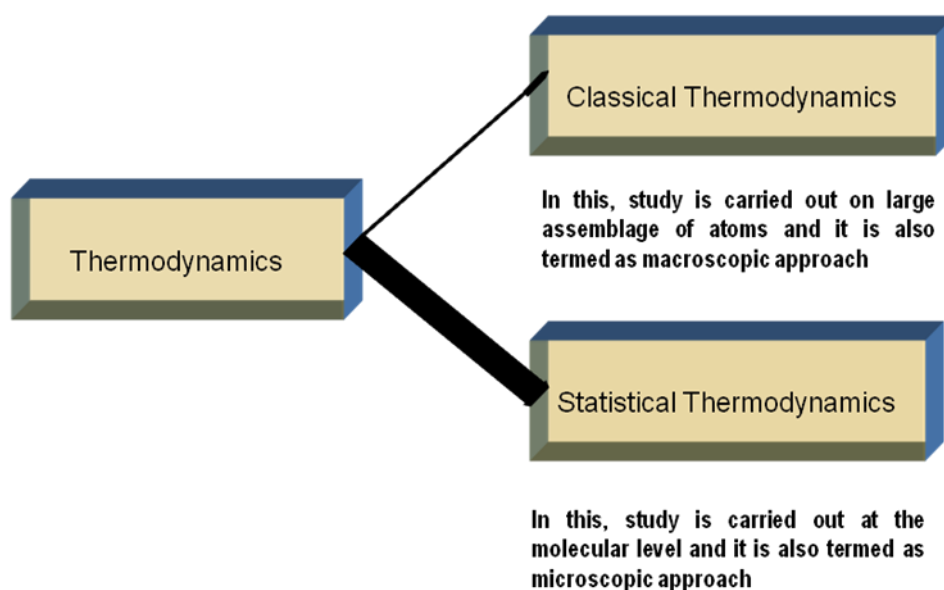 Thermodynamics
Classical Thermodynamics
In this, study is carried out on large
assemblage of atoms and it is also
termed as macroscopic approach
Statistical Thermodynamics
In this, study is carried out at the
molecular level and it is also termed as
microscopic approach